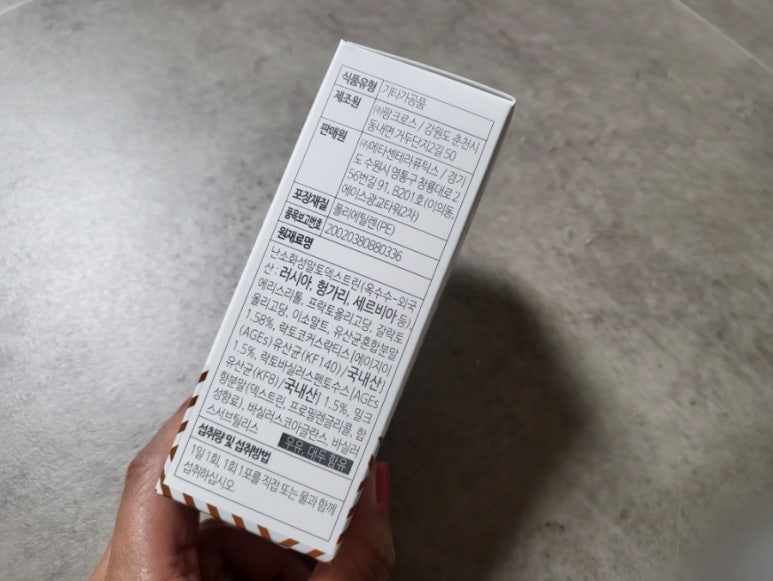 식품유형 기타가공품
제조원 ㈜팜크로스 / 강원도 춘천시
동내면 거두단지2길 50
판매원 ㈜메타센테라퓨틱스 / 경기
도 수원시 영통구 창룡대로 2
56번길 91, B201호(이의동,
에이스광교타워2차)
포장재질 폴리에틸렌(PE)
품목보고번호 20020380880336
원재료명
난소화성말토덱스트린(옥수수-외국
산: 러시아, 헝가리, 세르비아 등),
에리스리톨, 프락토올리고당, 갈락토
올리고당, 이소말트, 유산균혼합분말
1.58%, 락토코커스락티스[에이지이
(AGEs)유산균(KF140)/국내산]
1.5%, 락토바실러스펜토수스[AGEs
유산균(KF8)/국내산] 1.5%, 밀크
향분말(덱스트린, 프로필렌글리콜, 합
성향료), 바실러스코아글란스, 바실러
스서브틸리스
우유, 대두 함유
섭취량 및 섭취방법
1일 1회, 1회 1포를 직접 또는 물과 함께
섭취하십시오.